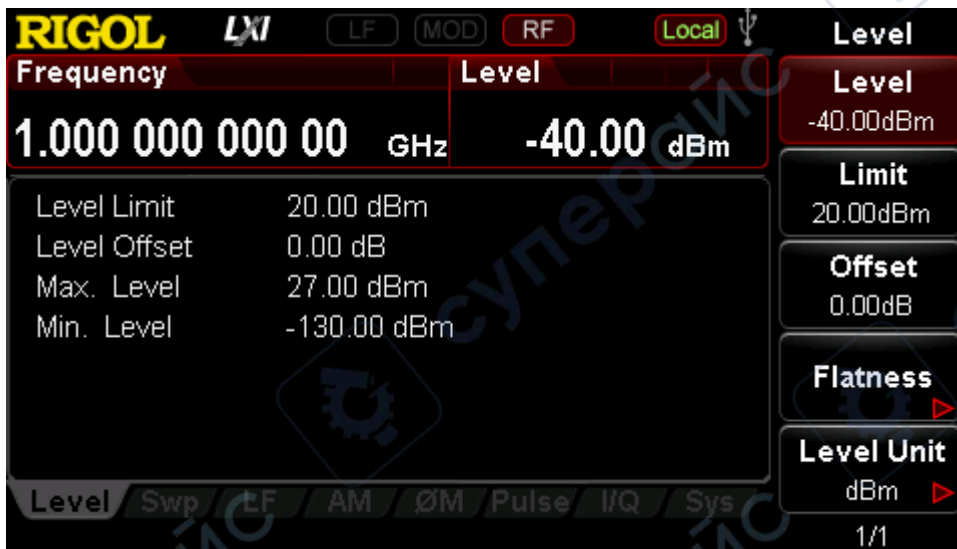 RIGOL LXI LF MOD RF Local Level
Frequency Level
1.000 000 000 00 GHz -40.00 dBm
Level Limit 20.00 dBm
Level Offset 0.00 dB
Max. Level 27.00 dBm
Min. Level -130.00 dBm
Level Swp LF AM ØM Pulse I/Q Sys
Level
-40.00dBm
Limit
20.00dBm
Offset
0.00dB
Flatness
Level Unit
dBm
1/1
суперайс
йс
йс